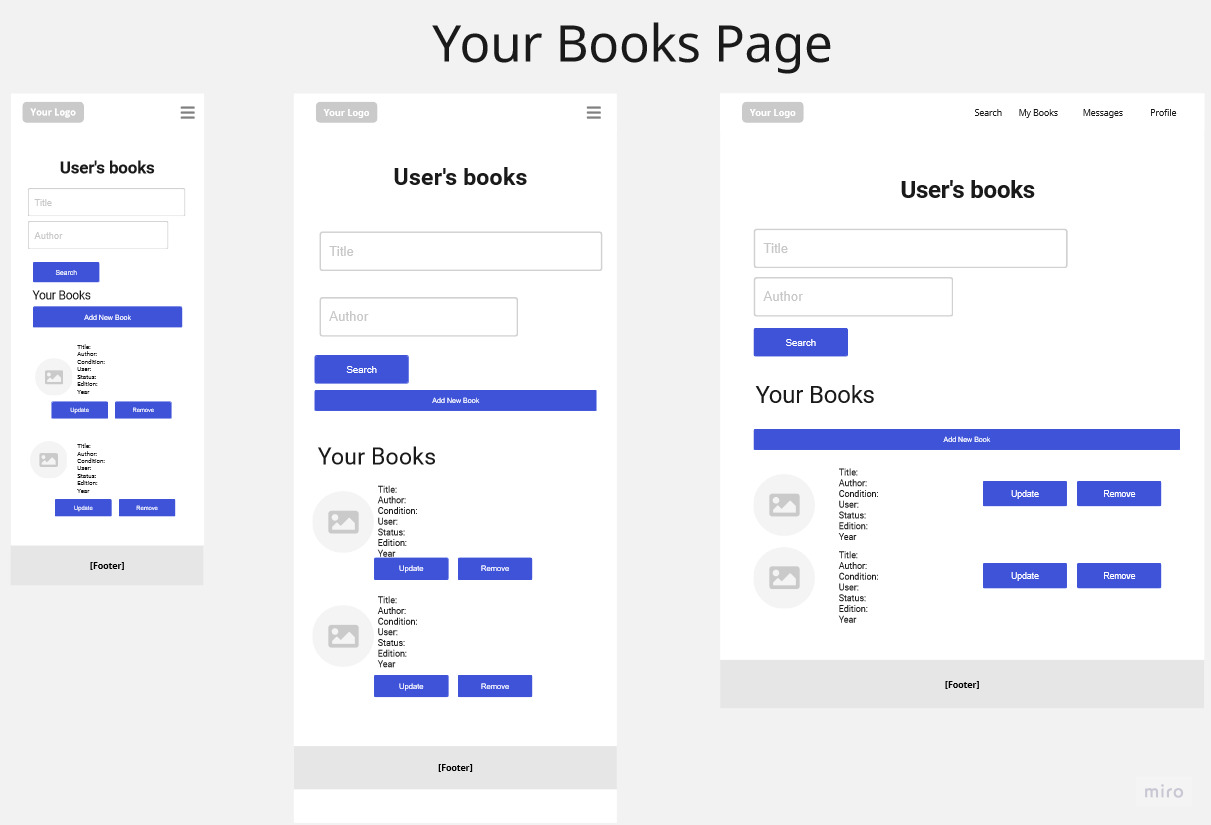 Your Books Page
Your Logo
User's books
Title
Author
Search
Your Books
Add New Book
Title:
Author:
Condition:
User:
Status:
Edition:
Year
Update Remove
Title:
Author:
Condition:
User:
Status:
Edition:
Year
Update Remove
[Footer]
Your Logo
User's books
Title
Author
Search
Add New Book
Your Books
Title:
Author:
Condition:
User:
Status:
Edition:
Year
Update Remove
Title:
Author:
Condition:
User:
Status:
Edition:
Year
Update Remove
[Footer]
Your Logo Search My Books Messages Profile
User's books
Title
Author
Search
Your Books
Add New Book
Title:
Author:
Condition:
User:
Status:
Edition:
Year
Update Remove
Title:
Author:
Condition:
User:
Status:
Edition:
Year
Update Remove
[Footer]
miro